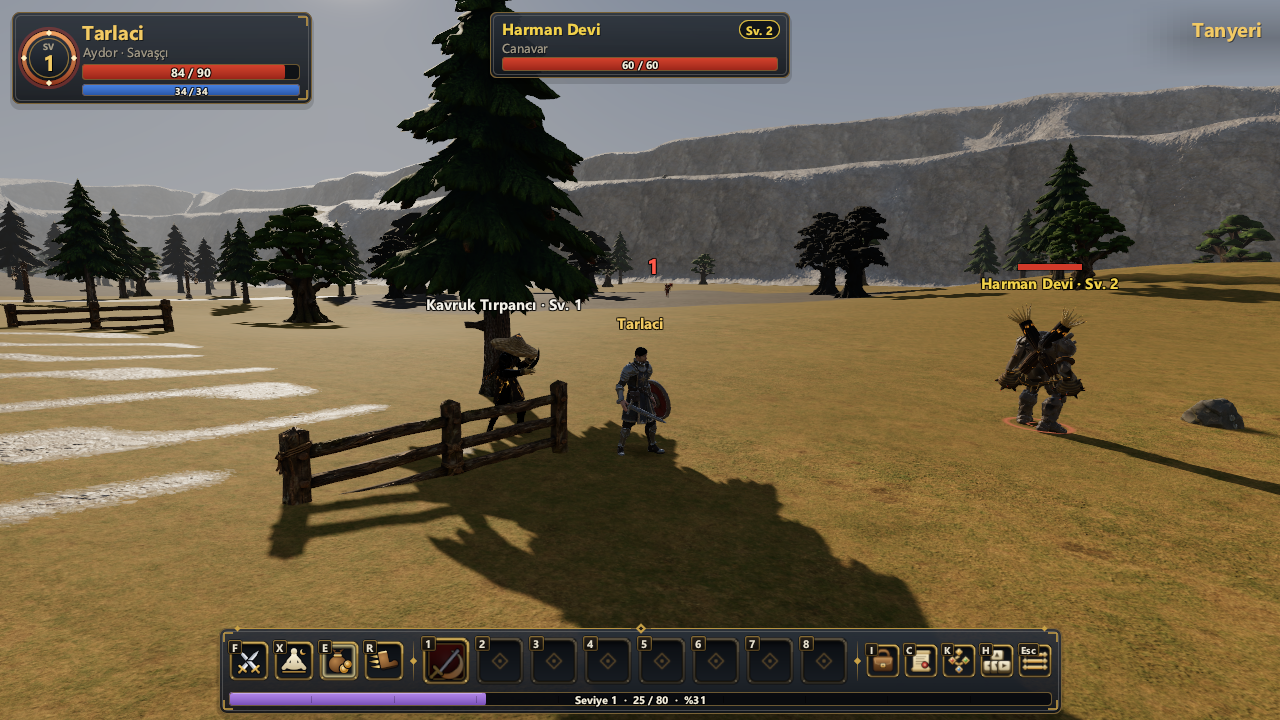 SV
1
Tarlaci
Aydor · Savaşçı
84 / 90
34 / 34
Harman Devi
Sv. 2
Canavar
60 / 60
Tanyeri
1
Harman Devi · Sv. 2
Kavruk Tırpancı · Sv. 1
Tarlaci
F
X
E
R
1
2
3
4
5
6
7
8
I
C
K
H
Esc
A
Seviye 1 · 25 / 80 · %31